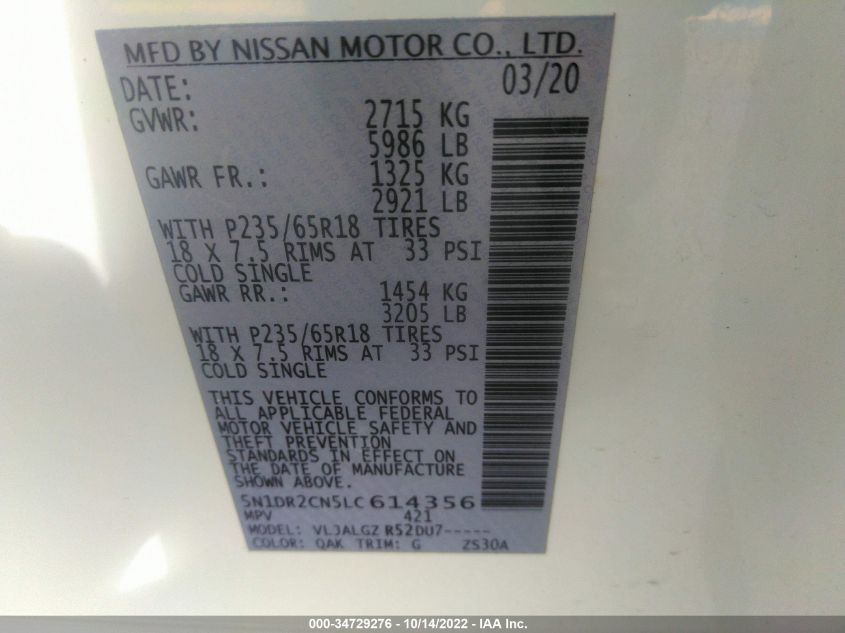 MFD BY NISSAN MOTOR CO., LTD.
DATE: 03/20
GVWR: 2715 KG
5986 LB
GAWR FR.: 1325 KG
2921 LB
WITH P235/65R18 TIRES
18 X 7.5 RIMS AT 33 PSI
COLD SINGLE
GAWR RR.: 1454 KG
3205 LB
WITH P235/65R18 TIRES
18 X 7.5 RIMS AT 33 PSI
COLD SINGLE
THIS VEHICLE CONFORMS TO
ALL APPLICABLE FEDERAL
MOTOR VEHICLE SAFETY AND
THEFT PREVENTION
STANDARDS IN EFFECT ON
THE DATE OF MANUFACTURE
SHOWN ABOVE.
5N1DR2CN5LC614356
MPV 421
MODEL: VL3ALGZ R52DU7-----
COLOR: QAK TRIM: G ZS30A
000-34729276 - 10/14/2022 - IAA Inc.